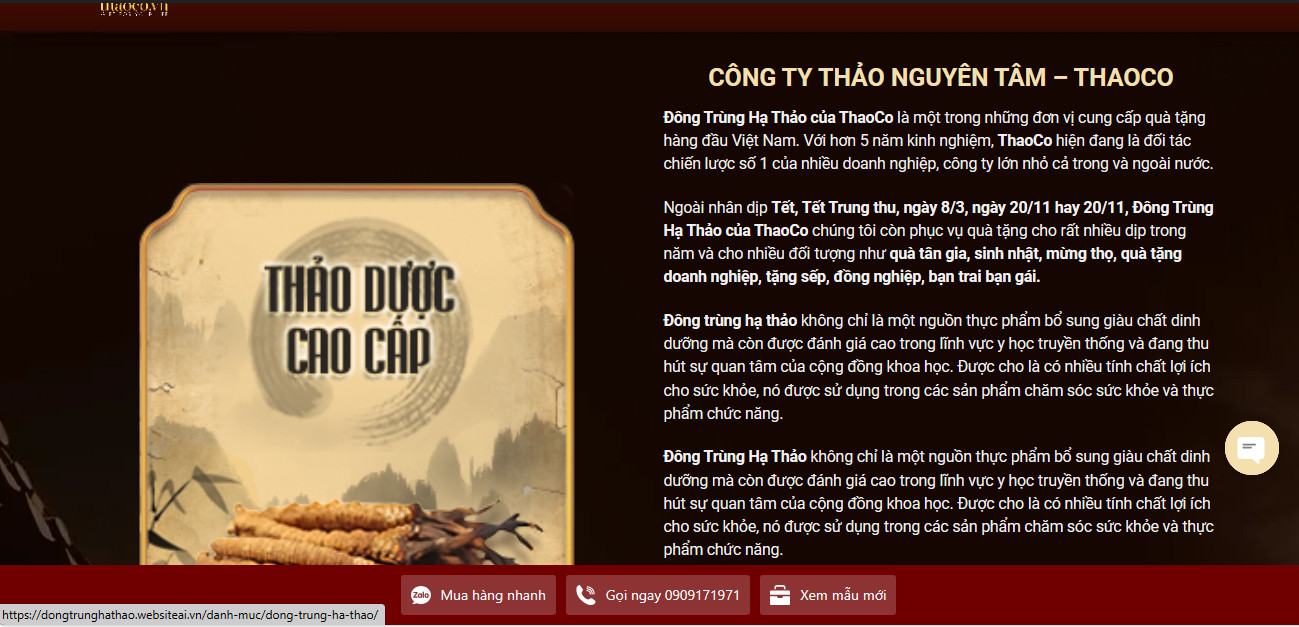 thaoco.vn
CÔNG TY THẢO NGUYÊN TÂM – THAOCO
Đông Trùng Hạ Thảo của ThaoCo là một trong những đơn vị cung cấp quà tặng
hàng đầu Việt Nam. Với hơn 5 năm kinh nghiệm, ThaoCo hiện đang là đối tác
chiến lược số 1 của nhiều doanh nghiệp, công ty lớn nhỏ cả trong và ngoài nước.
Ngoài nhân dịp Tết, Tết Trung thu, ngày 8/3, ngày 20/11 hay 20/11, Đông Trùng
Hạ Thảo của ThaoCo chúng tôi còn phục vụ quà tặng cho rất nhiều dịp trong
năm và cho nhiều đối tượng như quà tân gia, sinh nhật, mừng thọ, quà tặng
doanh nghiệp, tặng sếp, đồng nghiệp, bạn trai bạn gái.
Đông trùng hạ thảo không chỉ là một nguồn thực phẩm bổ sung giàu chất dinh
dưỡng mà còn được đánh giá cao trong lĩnh vực y học truyền thống và đang thu
hút sự quan tâm của cộng đồng khoa học. Được cho là có nhiều tính chất lợi ích
cho sức khỏe, nó được sử dụng trong các sản phẩm chăm sóc sức khỏe và thực
phẩm chức năng.
Đông Trùng Hạ Thảo không chỉ là một nguồn thực phẩm bổ sung giàu chất dinh
dưỡng mà còn được đánh giá cao trong lĩnh vực y học truyền thống và đang thu
hút sự quan tâm của cộng đồng khoa học. Được cho là có nhiều tính chất lợi ích
cho sức khỏe, nó được sử dụng trong các sản phẩm chăm sóc sức khỏe và thực
phẩm chức năng.
THẢO DƯỢC
CAO CẤP
Zalo Mua hàng nhanh
Gọi ngay 0909171971
Xem mẫu mới
https://dongtrunghathao.websiteai.vn/danh-muc/dong-trung-ha-thao/